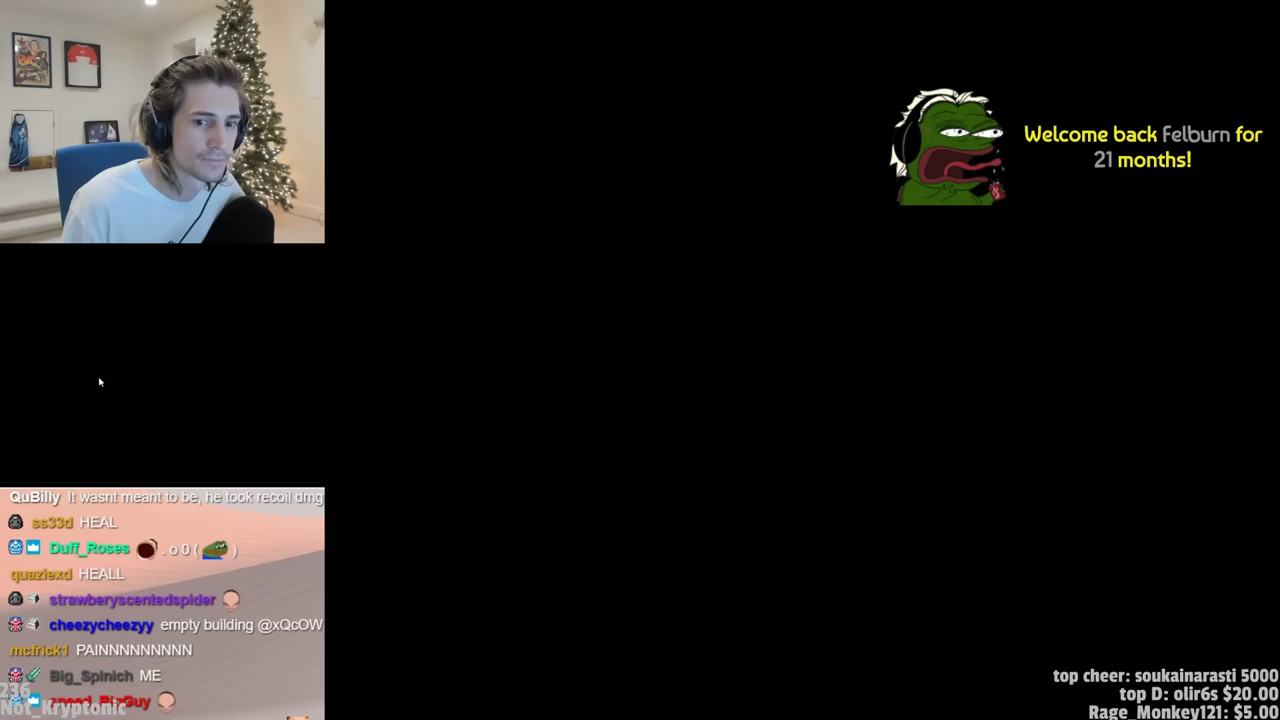 Welcome back Felburn for
21 months!
QuBilly It wasnt meant to be, he took recoil dmg
ss33d HEAL
Duff_Roses . o 0 ( )
quaziexd HEALL
strawberyscentedspider
cheezycheezyy empty building @xQcOW
mcfrick1 PAINNNNNNNNN
Big_Spinich ME
236
Not_Kryptonic
top cheer: soukainarasti 5000
top D: olir6s $20.00
Rage_Monkey121: $5.00